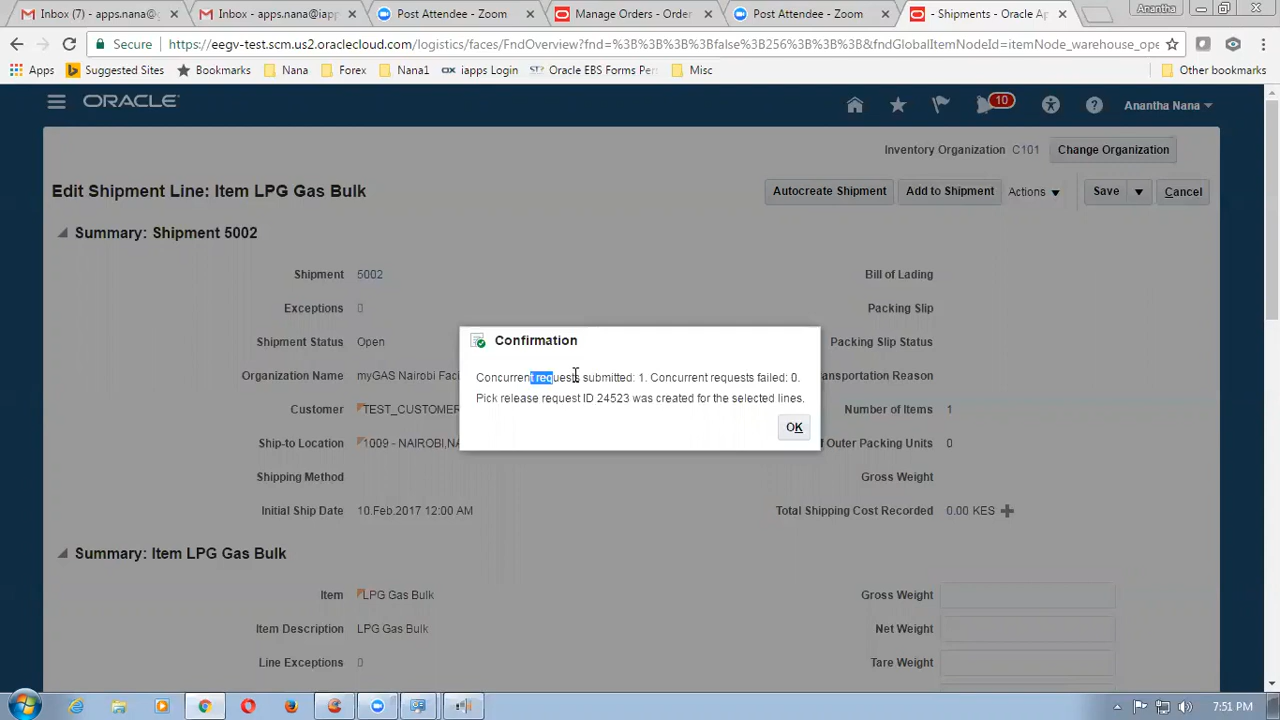 Inbox (7) - apps.nana@g
Inbox - apps.nana@iapp
Post Attendee - Zoom
Manage Orders - Order
Post Attendee - Zoom
- Shipments - Oracle Ap
Anantha
Secure
https://eegv-test.scm.us2.oraclecloud.com/logistics/faces/FndOverview?fnd=%3B%3B%3B%3Bfalse%3B256%3B%3B%3B&fndGlobalItemNodeId=itemNode_warehouse_ope
Apps
Suggested Sites
Bookmarks
Nana
Forex
Nana1
iapps Login
Oracle EBS Forms Per
Misc
Other bookmarks
ORACLE
10
Anantha Nana
Inventory Organization C101
Change Organization
Edit Shipment Line: Item LPG Gas Bulk
Autocreate Shipment
Add to Shipment
Actions
Save
Cancel
Summary: Shipment 5002
Shipment 5002
Bill of Lading
Exceptions 0
Packing Slip
Shipment Status Open
Packing Slip Status
Organization Name myGAS Nairobi Faci
Transportation Reason
Customer TEST_CUSTOMER
Number of Items 1
Ship-to Location 1009 - NAIROBI,NA
Outer Packing Units 0
Shipping Method
Gross Weight
Initial Ship Date 10.Feb.2017 12:00 AM
Total Shipping Cost Recorded 0.00 KES
Confirmation
Concurrent requests submitted: 1. Concurrent requests failed: 0.
Pick release request ID 24523 was created for the selected lines.
OK
Summary: Item LPG Gas Bulk
Item LPG Gas Bulk
Gross Weight
Item Description LPG Gas Bulk
Net Weight
Line Exceptions 0
Tare Weight
7:51 PM